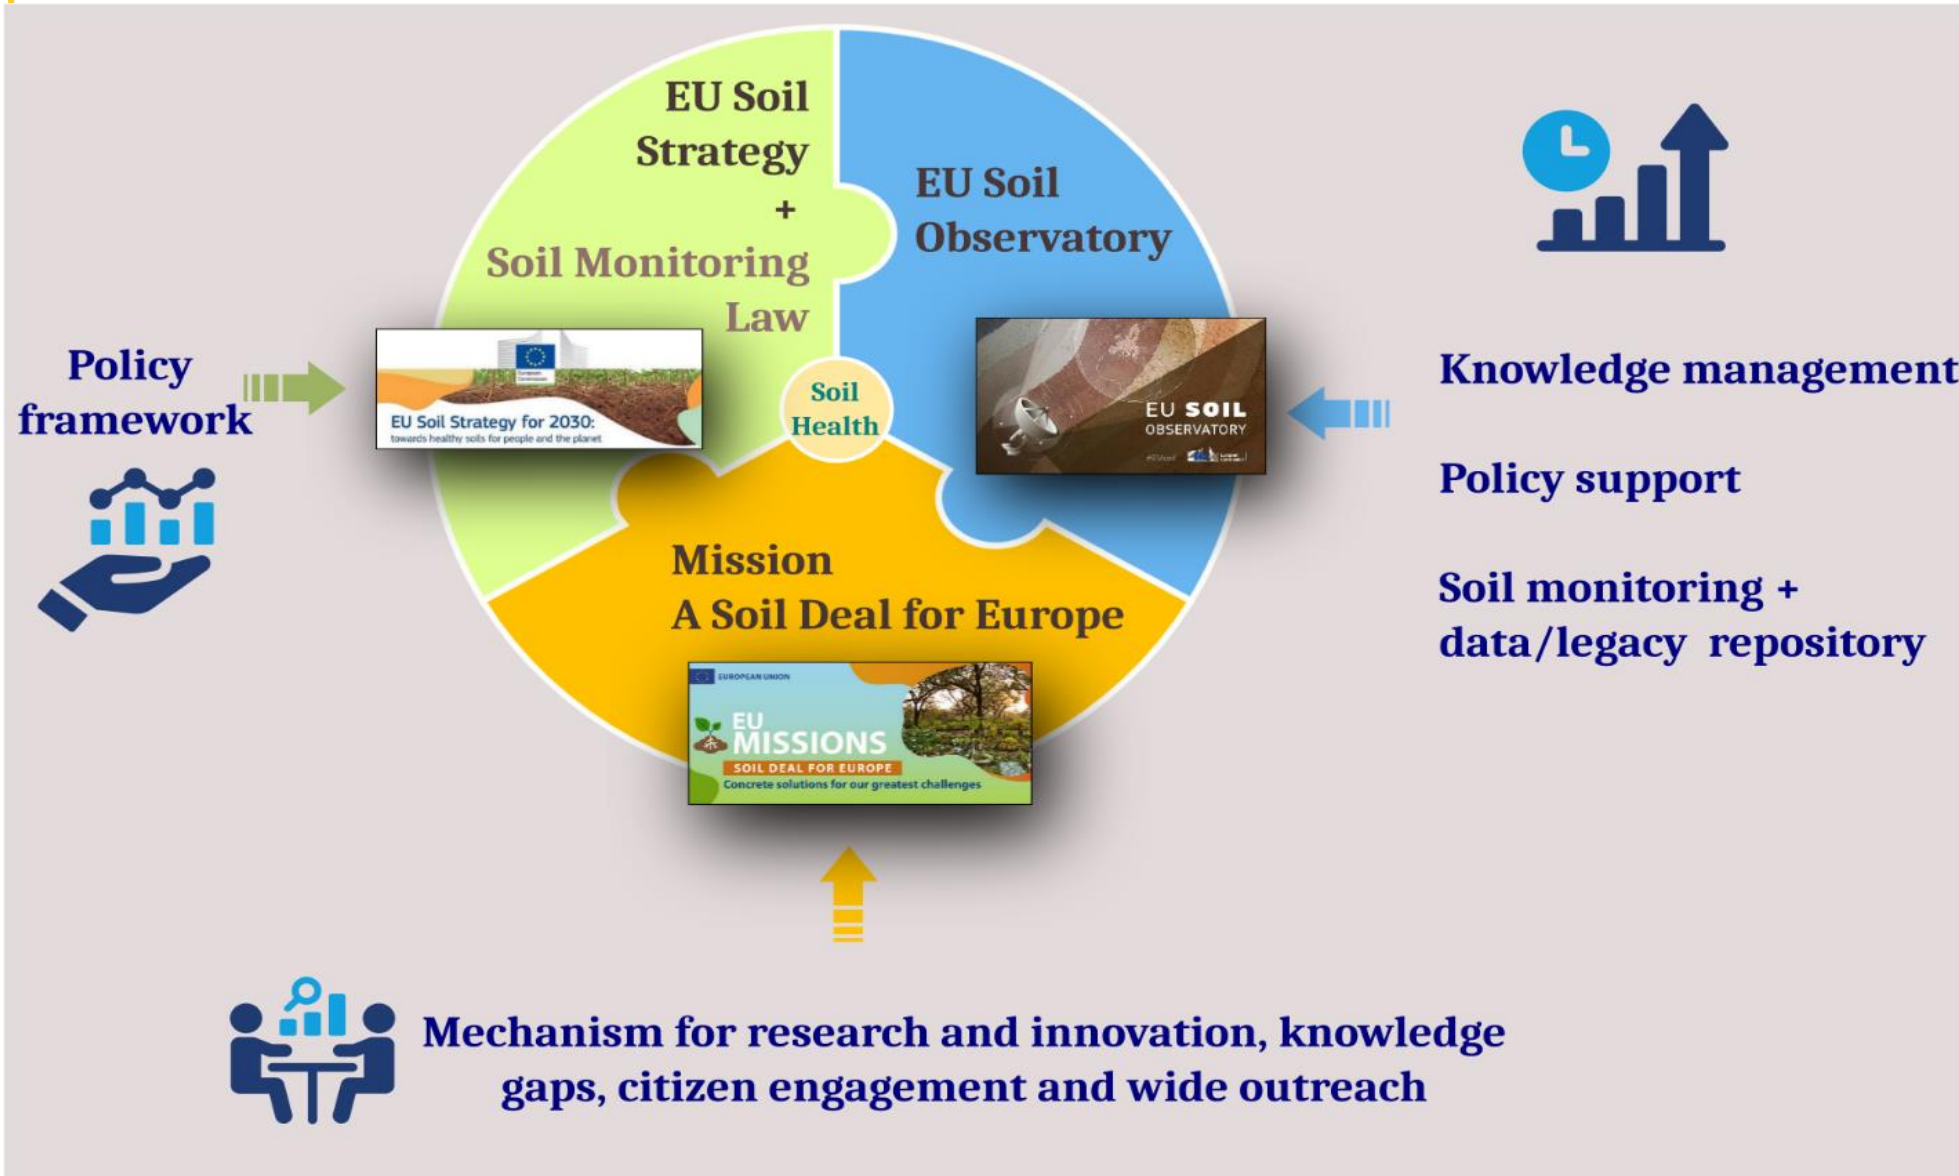 EU Soil
Strategy
+
Soil Monitoring
Law
EU Soil
Observatory
Policy
framework
EU Soil Strategy for 2030:
towards healthy soils for people and the planet
European
Commission
Soil
Health
EU SOIL
OBSERVATORY
Knowledge management
Policy support
Soil monitoring +
data/legacy repository
Mission
A Soil Deal for Europe
EUROPEAN UNION
EU
MISSIONS
SOIL DEAL FOR EUROPE
Concrete solutions for our greatest challenges
Mechanism for research and innovation, knowledge
gaps, citizen engagement and wide outreach